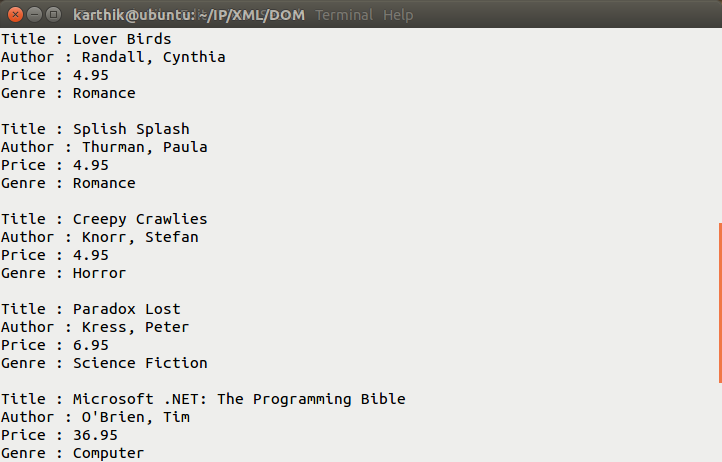 karthik@ubuntu: ~/IP/XML/DOM Terminal Help
Title : Lover Birds
Author : Randall, Cynthia
Price : 4.95
Genre : Romance
Title : Splish Splash
Author : Thurman, Paula
Price : 4.95
Genre : Romance
Title : Creepy Crawlies
Author : Knorr, Stefan
Price : 4.95
Genre : Horror
Title : Paradox Lost
Author : Kress, Peter
Price : 6.95
Genre : Science Fiction
Title : Microsoft .NET: The Programming Bible
Author : O'Brien, Tim
Price : 36.95
Genre : Computer